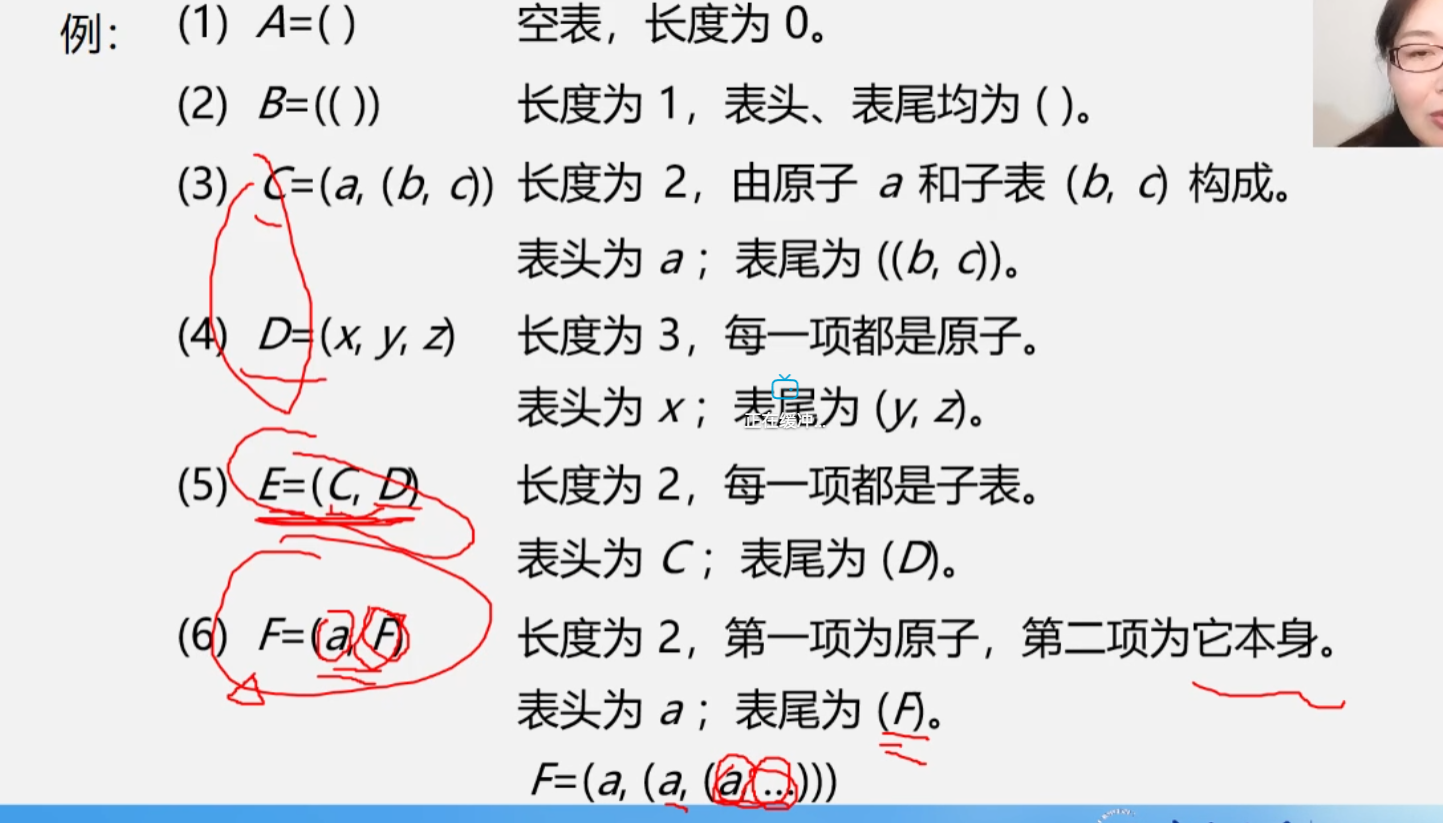 例： (1) A=( ) 空表，长度为 0。
(2) B=(( )) 长度为 1，表头、表尾均为 ( )。
(3) C=(a, (b, c)) 长度为 2，由原子 a 和子表 (b, c) 构成。
表头为 a；表尾为 ((b, c))。
(4) D=(x, y, z) 长度为 3，每一项都是原子。
表头为 x；表尾为 (y, z)。
正在缓冲...
(5) E=(C, D) 长度为 2，每一项都是子表。
表头为 C；表尾为 (D)。
(6) F=(a, F) 长度为 2，第一项为原子，第二项为它本身。
表头为 a；表尾为 (F)。
F=(a, (a, (a, …)))